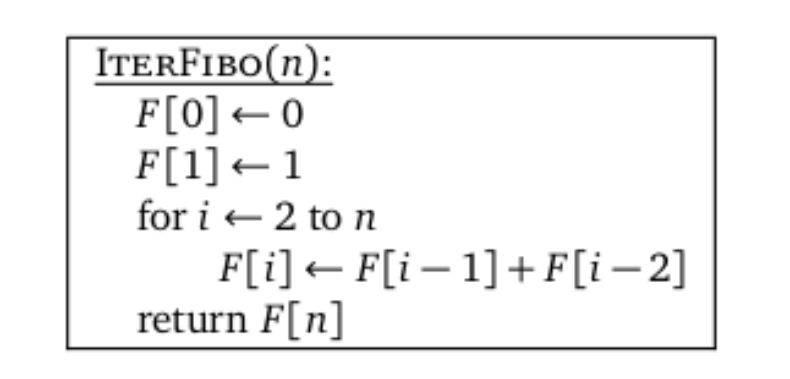 ITERFIBO(n):
F[0] ← 0
F[1] ← 1
for i ← 2 to n
F[i] ← F[i − 1] + F[i − 2]
return F[n]